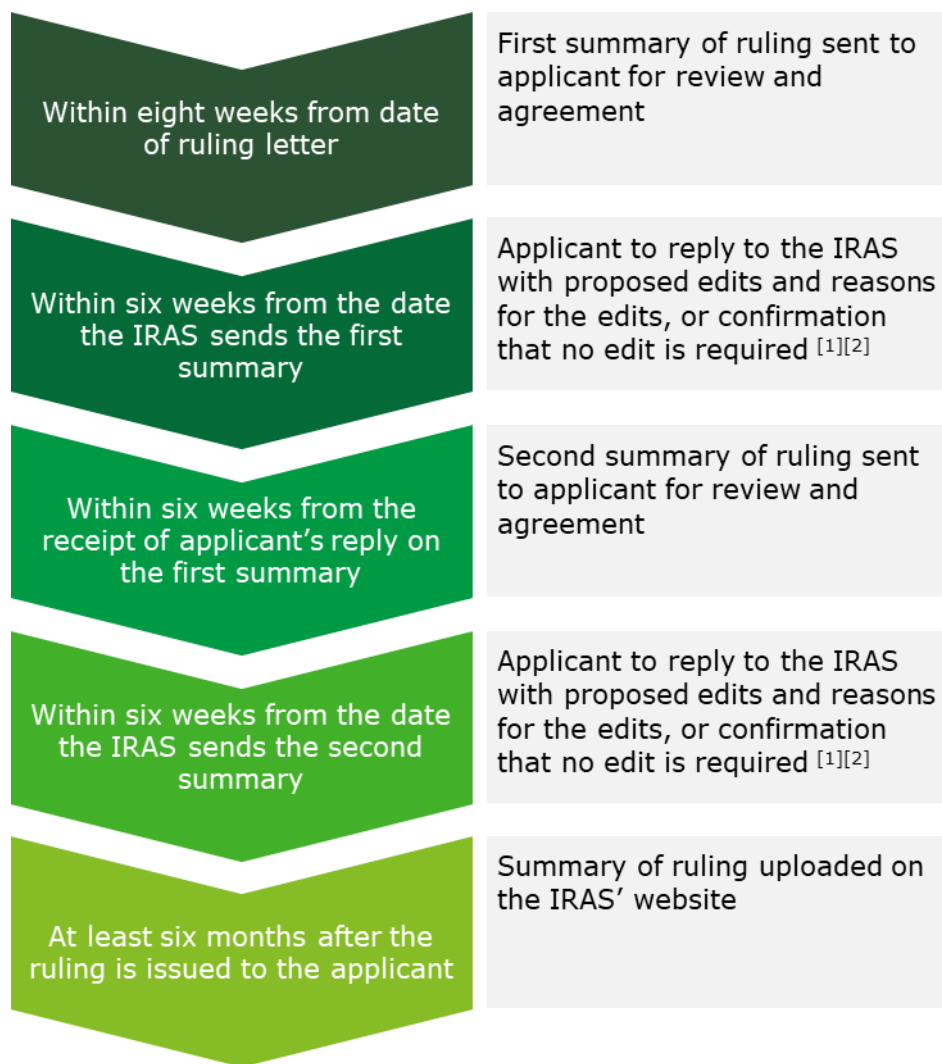 Within eight weeks from date
of ruling letter
First summary of ruling sent to
applicant for review and
agreement
Within six weeks from the date
the IRAS sends the first
summary
Applicant to reply to the IRAS
with proposed edits and reasons
for the edits, or confirmation
that no edit is required [1][2]
Within six weeks from the
receipt of applicant’s reply on
the first summary
Second summary of ruling sent
to applicant for review and
agreement
Within six weeks from the date
the IRAS sends the second
summary
Applicant to reply to the IRAS
with proposed edits and reasons
for the edits, or confirmation
that no edit is required [1][2]
At least six months after the
ruling is issued to the applicant
Summary of ruling uploaded on
the IRAS’ website